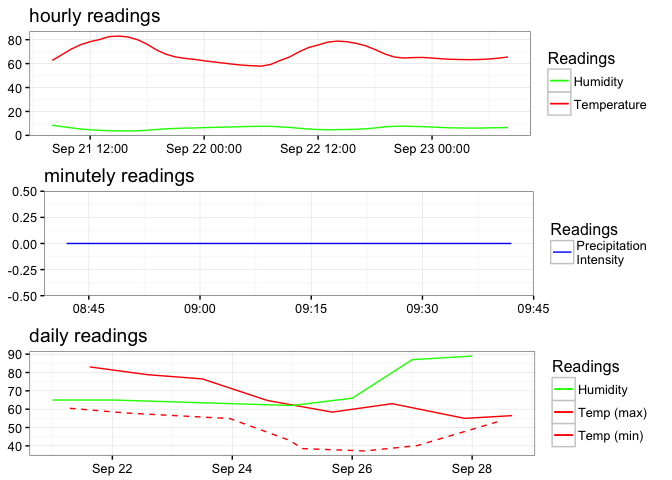 hourly readings
80
60
40
20
0
Sep 21 12:00 Sep 22 00:00 Sep 22 12:00 Sep 23 00:00
Readings
Humidity
Temperature
minutely readings
0.50
0.25
0.00
-0.25
-0.50
08:45 09:00 09:15 09:30 09:45
Readings
Precipitation
Intensity
daily readings
90
80
70
60
50
40
Sep 22 Sep 24 Sep 26 Sep 28
Readings
Humidity
Temp (max)
Temp (min)